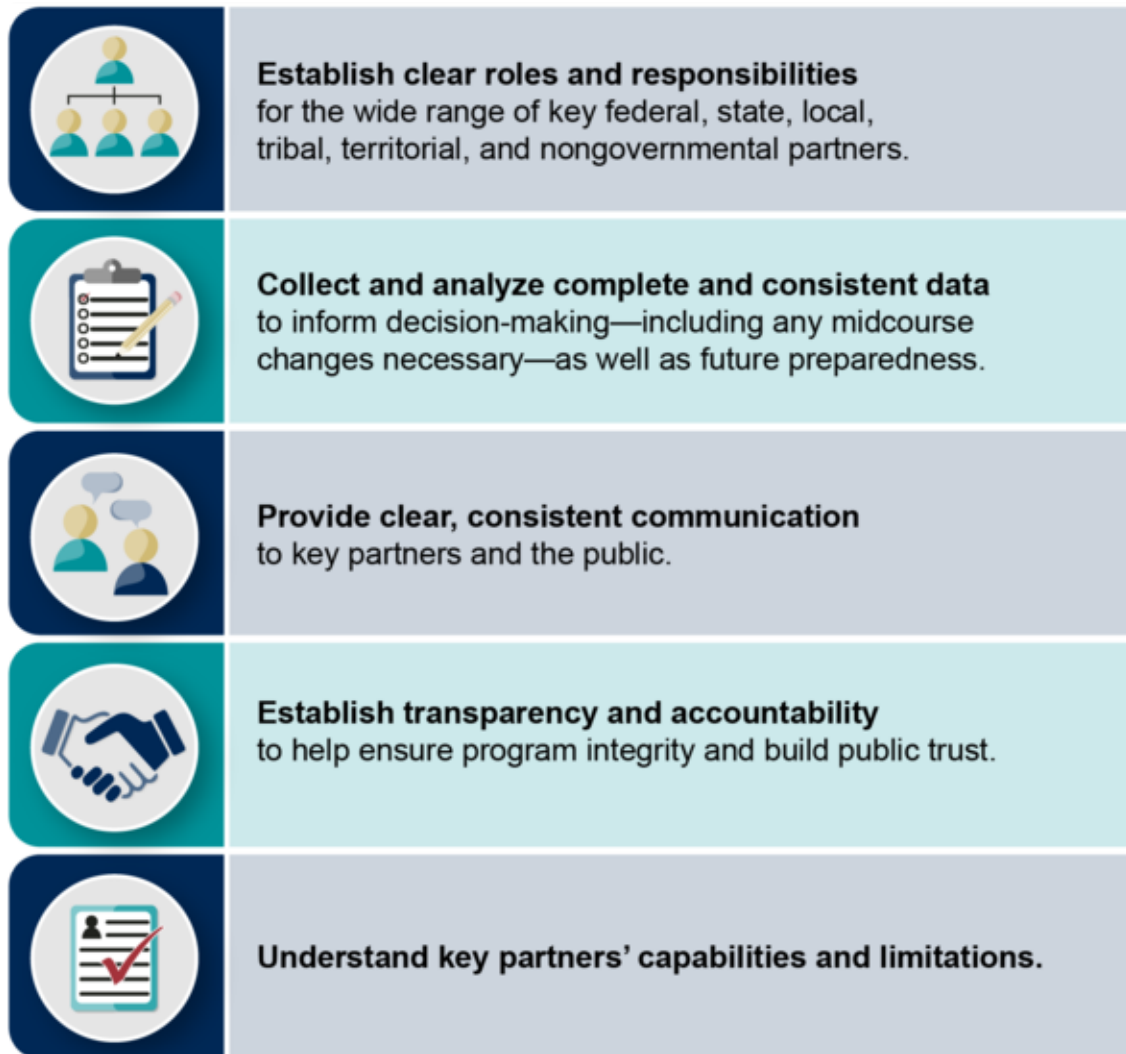 Establish clear roles and responsibilities
for the wide range of key federal, state, local,
tribal, territorial, and nongovernmental partners.
Collect and analyze complete and consistent data
to inform decision-making—including any midcourse
changes necessary—as well as future preparedness.
Provide clear, consistent communication
to key partners and the public.
Establish transparency and accountability
to help ensure program integrity and build public trust.
Understand key partners’ capabilities and limitations.